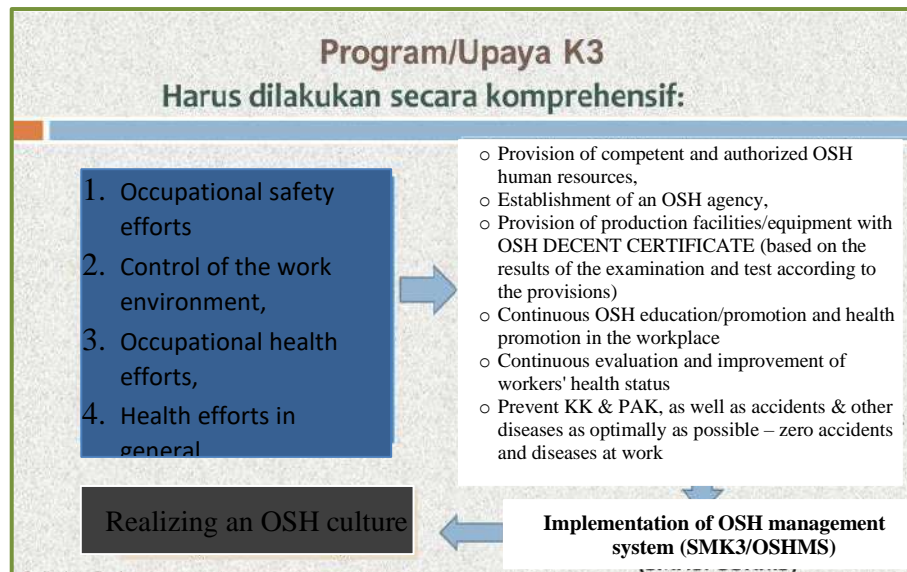 Program/Upaya K3
Harus dilakukan secara komprehensif:
1. Occupational safety
efforts
2. Control of the work
environment,
3. Occupational health
efforts,
4. Health efforts in
general
○ Provision of competent and authorized OSH
human resources,
○ Establishment of an OSH agency,
○ Provision of production facilities/equipment with
OSH DECENT CERTIFICATE (based on the
results of the examination and test according to
the provisions)
○ Continuous OSH education/promotion and health
promotion in the workplace
○ Continuous evaluation and improvement of
workers' health status
○ Prevent KK & PAK, as well as accidents & other
diseases as optimally as possible – zero accidents
and diseases at work
Realizing an OSH culture
Implementation of OSH management
system (SMK3/OSHMS)